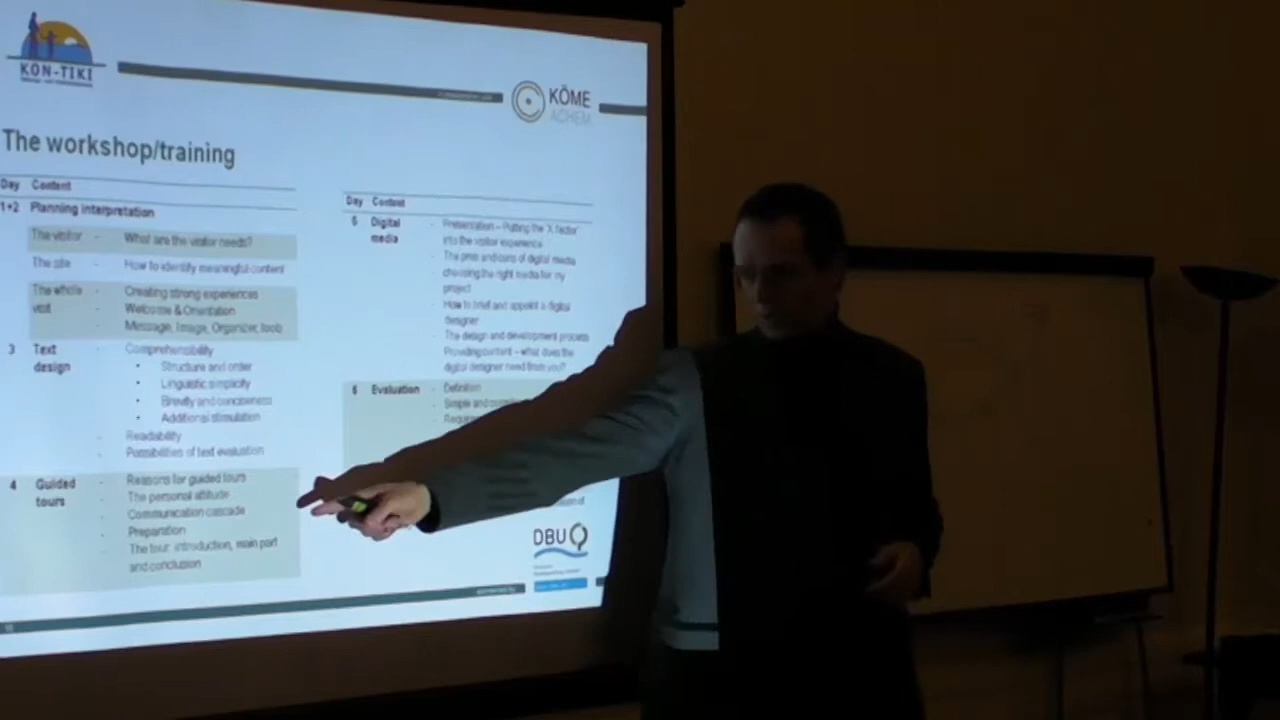 KON-TIKI
KÖME
ACHEM
The workshop/training
Day Content
1+2 Planning interpretation
The visitor - What are the visitor needs?
The site - How to identify meaningful content
The whole visit - Creating strong experiences
Welcome & Orientation
- Message, Image, Organizer, tools
3 Text design - Comprehensibility
• Structure and order
• Linguistic simplicity
• Brevity and conciseness
• Additional stimulation
- Readability
- Possibilities of text evaluation
4 Guided tours - Reasons for guided tours
- The personal attitude
- Communication cascade
- Preparation
- The tour: introduction, main part
and conclusion
Day Content
Digital media - Presentation – Putting the 'X factor'
into the visitor experience
- The pros and cons of digital media
- choosing the right media for my
project
- How to brief and appoint a digital
designer
- The design and development process
Providing content – what does the
digital designer need from you?
6 Evaluation - Definition
- Simple and
DBU